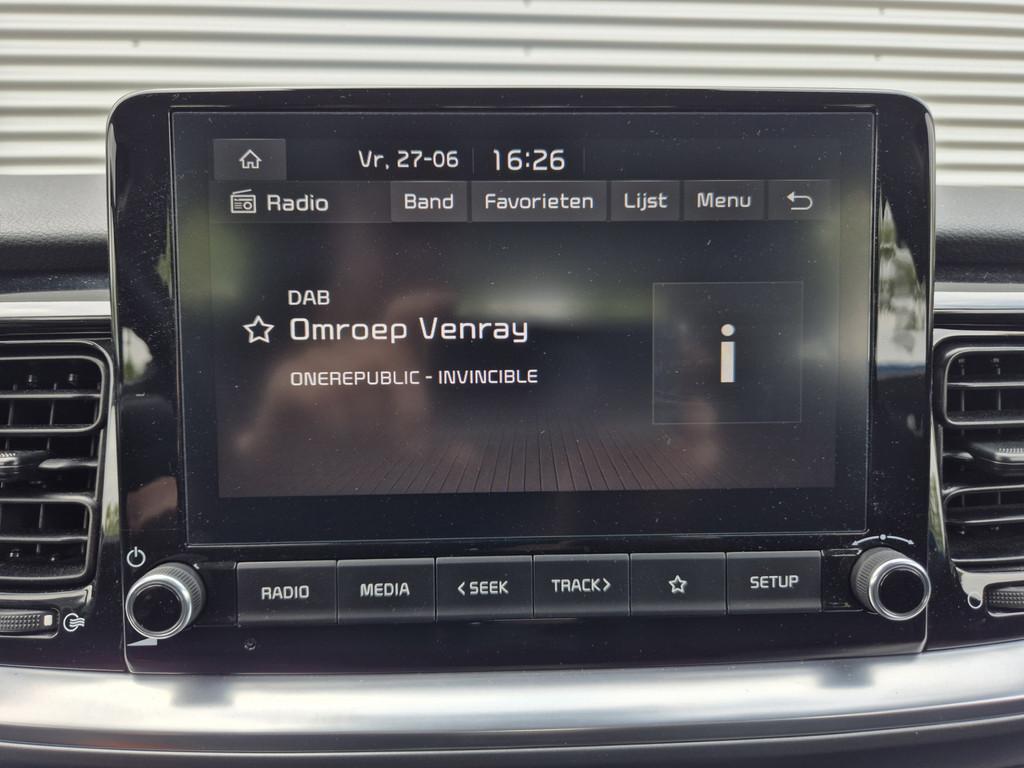 Vr, 27-06 16:26
Radio Band Favorieten Lijst Menu
DAB
Omroep Venray
ONEREPUBLIC - INVINCIBLE
i
RADIO MEDIA <SEEK TRACK> SETUP